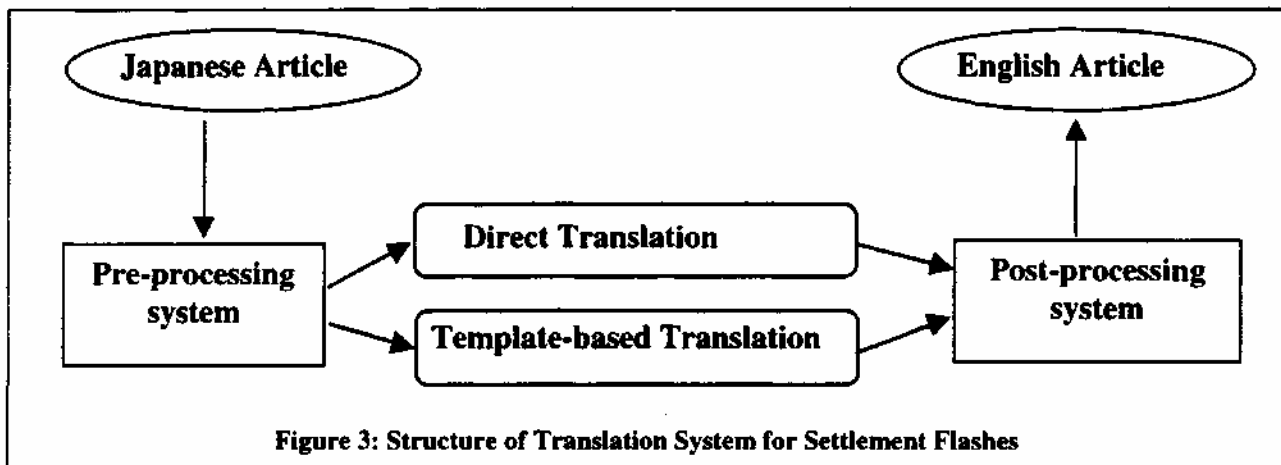 Japanese Article
English Article
Direct Translation
Pre-processing
system
Post-processing
system
Template-based Translation
Figure 3: Structure of Translation System for Settlement Flashes